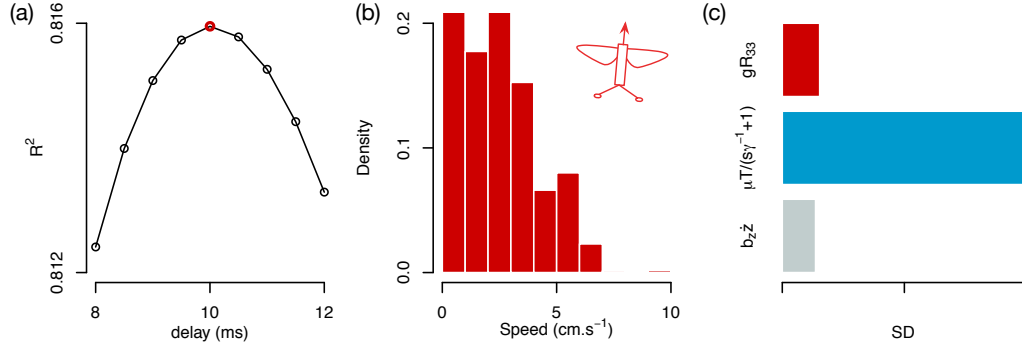 (a)
0.816
R²
0.812
8
10
12
delay (ms)
(b)
0.2
Density
0.1
0.0
0
5
10
Speed (cm.s⁻¹)
(c)
gR₃₃
μT/(sγ⁻¹+1)
b_zż
SD